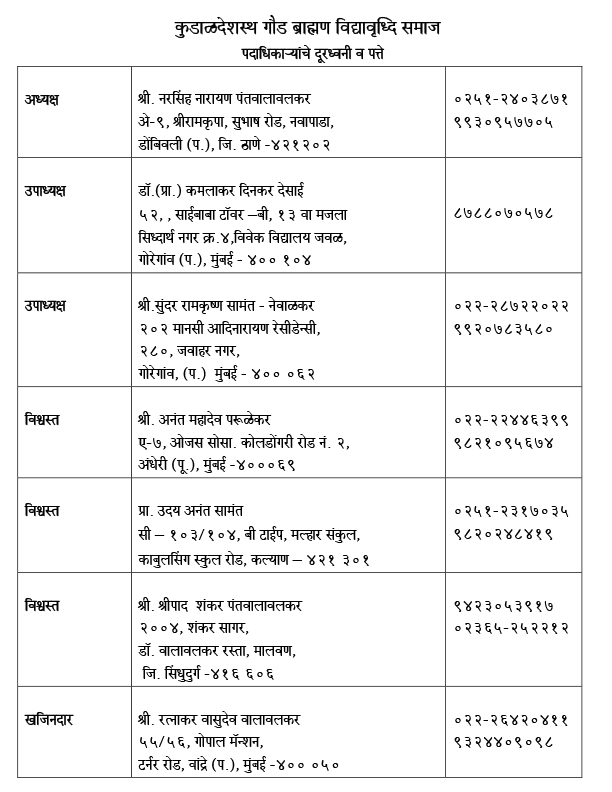 कुडाळदेशस्थ गौड ब्राह्मण विद्यावृध्दि समाज
पदाधिकाऱ्यांचे दूरध्वनी व पत्ते
अध्यक्ष
श्री. नरसिंह नारायण पंतवालावलकर
अे-९, श्रीरामकृपा, सुभाष रोड, नवापाडा,
डोंबिवली (प.), जि. ठाणे -४२१२०२
०२५१-२४०३८७१
९९३०९५७७०५
उपाध्यक्ष
डॉ.(प्रा.) कमलाकर दिनकर देसाई
५२, , साईबाबा टॉवर –बी, १३ वा मजला
सिध्दार्थ नगर क्र.४,विवेक विद्यालय जवळ,
गोरेगांव (प.), मुंबई - ४०० १०४
८७८८०७०५७८
उपाध्यक्ष
श्री.सुंदर रामकृष्ण सामंत - नेवाळकर
२०२ मानसी आदिनारायण रेसीडेन्सी,
२८०, जवाहर नगर,
गोरेगांव, (प.) मुंबई - ४०० ०६२
०२२-२८७२२०२२
९९२०७८३५८०
विश्वस्त
श्री. अनंत महादेव परूळेकर
ए-७, ओजस सोसा. कोलडोंगरी रोड नं. २,
अंधेरी (पू.), मुंबई -४०००६९
०२२-२२४४६३९९
९८२१०९५६७४
विश्वस्त
प्रा. उदय अनंत सामंत
सी – १०३/१०४, बी टाईप, मल्हार संकुल,
काबुलसिंग स्कुल रोड, कल्याण – ४२१ ३०१
०२५१-२३१७०३५
९८२०२४८४१९
विश्वस्त
श्री. श्रीपाद शंकर पंतवालावलकर
२००४, शंकर सागर,
डॉ. वालावलकर रस्ता, मालवण,
जि. सिंधुदुर्ग -४१६ ६०६
९४२३०५३९१७
०२३६५-२५२२१२
खजिनदार
श्री. रत्नाकर वासुदेव वालावलकर
५५/५६, गोपाल मॅन्शन,
टर्नर रोड, वांद्रे (प.), मुंबई -४०० ०५०
०२२-२६४२०४११
९३२४४०९०९८